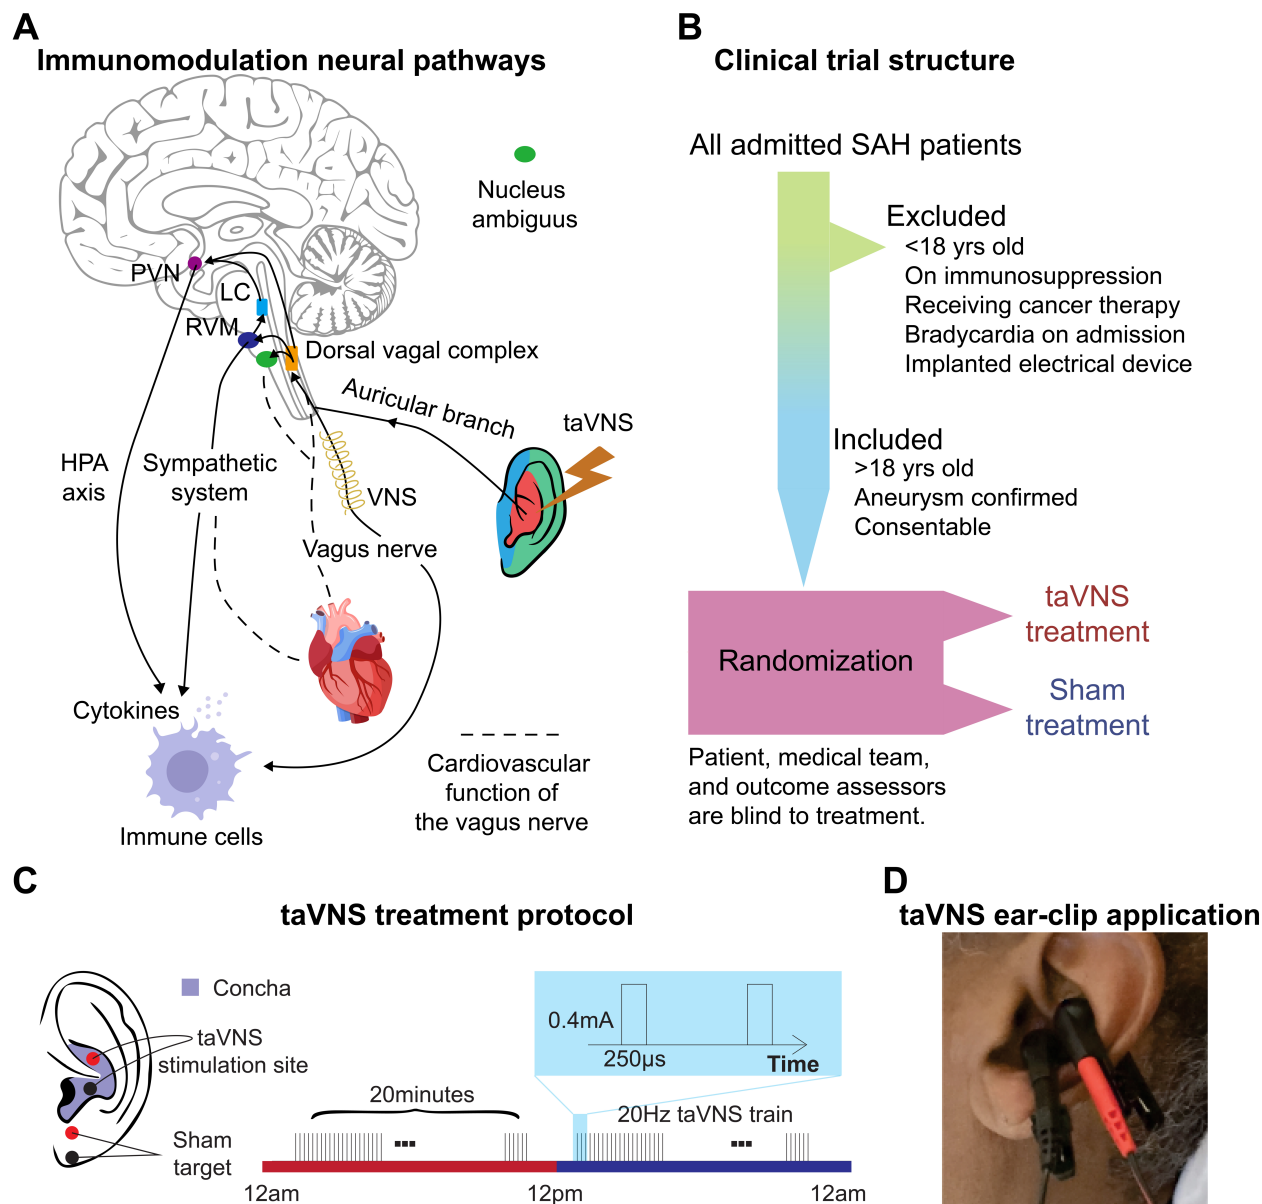 A
Immunomodulation neural pathways
Nucleus
ambiguus
PVN
LC
RVM
Dorsal vagal complex
Auricular branch
taVNS
HPA
axis
Sympathetic
system
VNS
Vagus nerve
Cytokines
Immune cells
Cardiovascular
function of
the vagus nerve
B
Clinical trial structure
All admitted SAH patients
Excluded
<18 yrs old
On immunosuppression
Receiving cancer therapy
Bradycardia on admission
Implanted electrical device
Included
>18 yrs old
Aneurysm confirmed
Consentable
Randomization
taVNS
treatment
Sham
treatment
Patient, medical team,
and outcome assessors
are blind to treatment.
C
taVNS treatment protocol
Concha
taVNS
stimulation site
Sham
target
0.4mA
250µs
Time
20minutes
20Hz taVNS train
12am
12pm
12am
D
taVNS ear-clip application